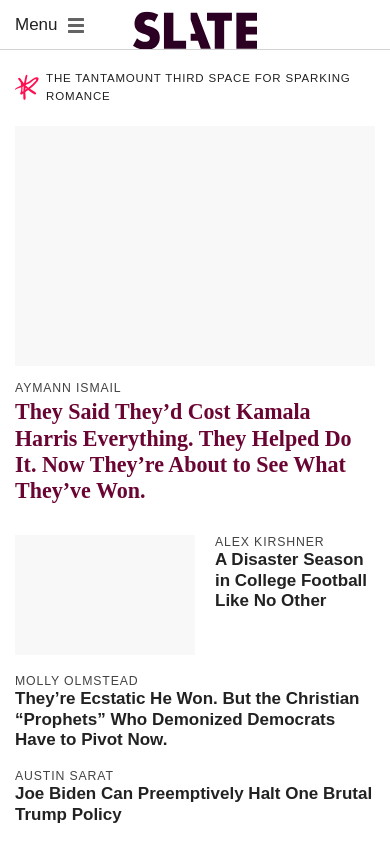 Menu
SLATE
THE TANTAMOUNT THIRD SPACE FOR SPARKING
ROMANCE
AYMANN ISMAIL
They Said They’d Cost Kamala
Harris Everything. They Helped Do
It. Now They’re About to See What
They’ve Won.
ALEX KIRSHNER
A Disaster Season
in College Football
Like No Other
MOLLY OLMSTEAD
They’re Ecstatic He Won. But the Christian
“Prophets” Who Demonized Democrats
Have to Pivot Now.
AUSTIN SARAT
Joe Biden Can Preemptively Halt One Brutal
Trump Policy